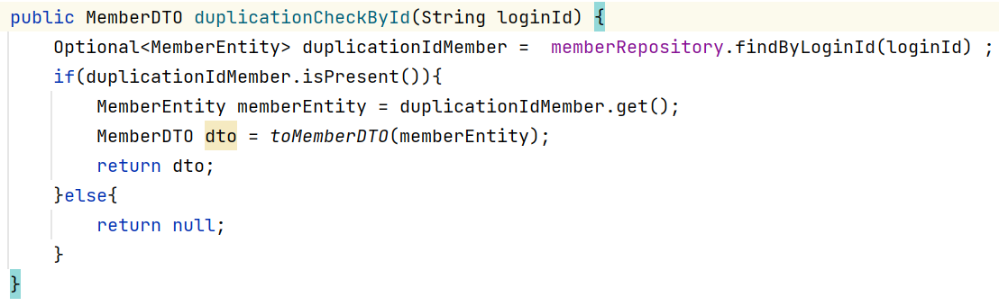 public MemberDTO duplicationCheckById(String loginId) {
    Optional<MemberEntity> duplicationIdMember =  memberRepository.findByLoginId(loginId) ;
    if(duplicationIdMember.isPresent()){
        MemberEntity memberEntity = duplicationIdMember.get();
        MemberDTO dto = toMemberDTO(memberEntity);
        return dto;
    }else{
        return null;
    }
}